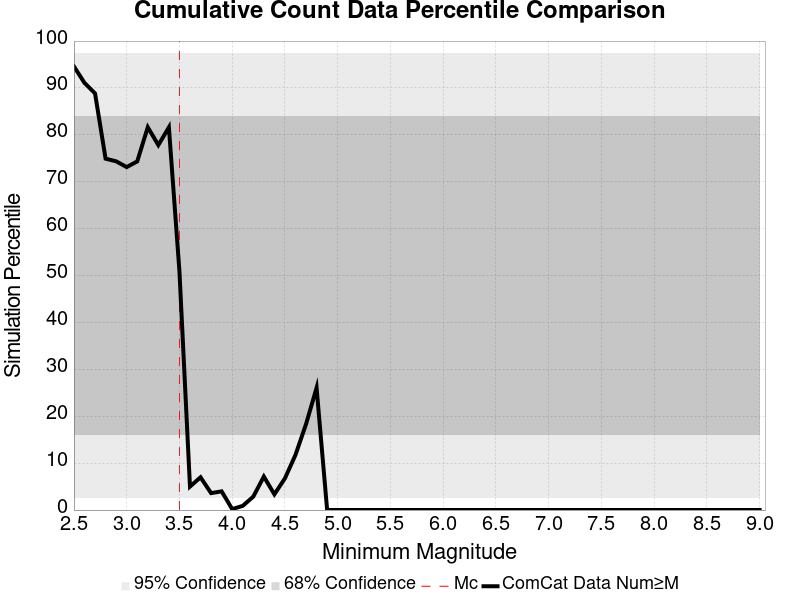 Cumulative Count Data Percentile Comparison
100
90
80
70
60
50
40
30
20
10
0
Simulation Percentile
2.5 3.0 3.5 4.0 4.5 5.0 5.5 6.0 6.5 7.0 7.5 8.0 8.5 9.0
Minimum Magnitude
95% Confidence 68% Confidence Mc ComCat Data Num≥M